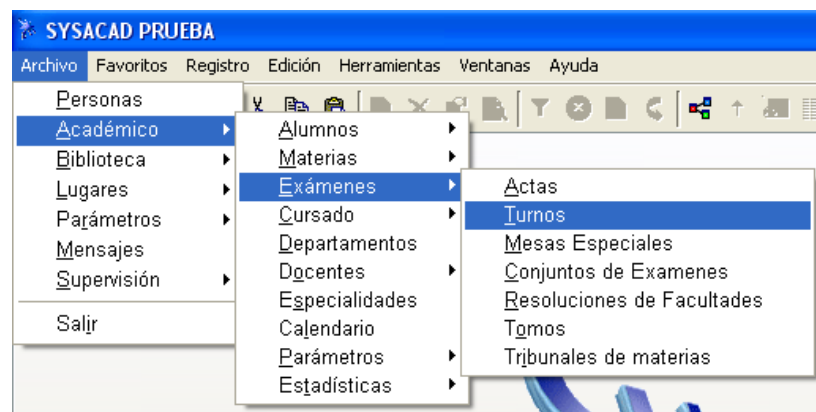 SYSACAD PRUEBA
Archivo Favoritos Registro Edición Herramientas Ventanas Ayuda
Personas
Académico
Biblioteca
Lugares
Parámetros
Mensajes
Supervisión
Salir
Alumnos
Materias
Exámenes
Cursado
Departamentos
Docentes
Especialidades
Calendario
Parámetros
Estadísticas
Actas
Turnos
Mesas Especiales
Conjuntos de Examenes
Resoluciones de Facultades
Tomos
Tribunales de materias